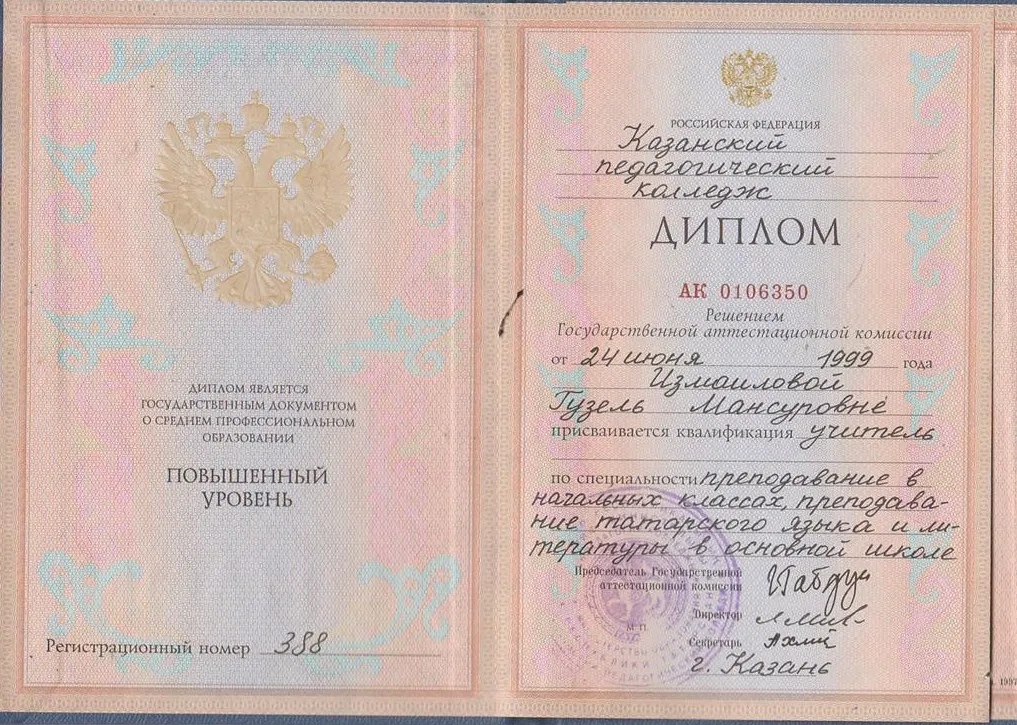 ДИПЛОМ ЯВЛЯЕТСЯ
ГОСУДАРСТВЕННЫМ ДОКУМЕНТОМ
О СРЕДНЕМ ПРОФЕССИОНАЛЬНОМ
ОБРАЗОВАНИИ
ПОВЫШЕННЫЙ
УРОВЕНЬ
Регистрационный номер 388
РОССИЙСКАЯ ФЕДЕРАЦИЯ
Казанский
педагогический
колледж
ДИПЛОМ
АК 0106350
Решением
Государственной аттестационной комиссии
от 24 июня 1999 года
Измаиловой
Гузель Мансуровне
присваивается квалификация учитель
по специальности преподавание в
начальных классах, преподава-
ние татарского языка и ли-
тературы в основной школе
Председатель Государственной
аттестационной комиссии
Директор
М.П.
Секретарь
г. Казань
1997